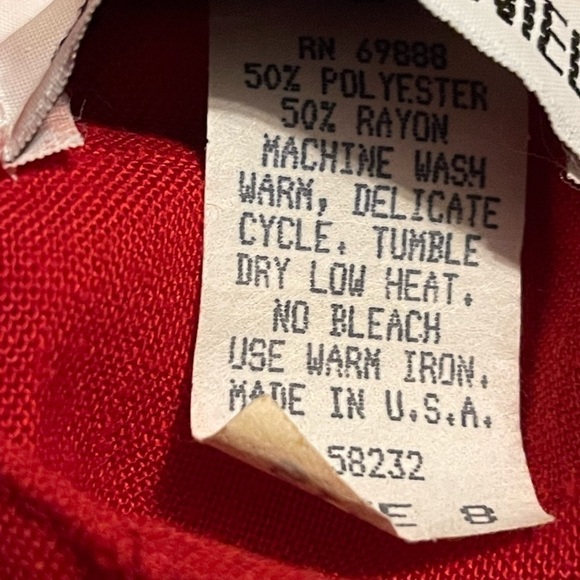 RN 69888
50% POLYESTER
50% RAYON
MACHINE WASH
WARM, DELICATE
CYCLE. TUMBLE
DRY LOW HEAT.
NO BLEACH
USE WARM IRON.
MADE IN U.S.A.
58232
E 8